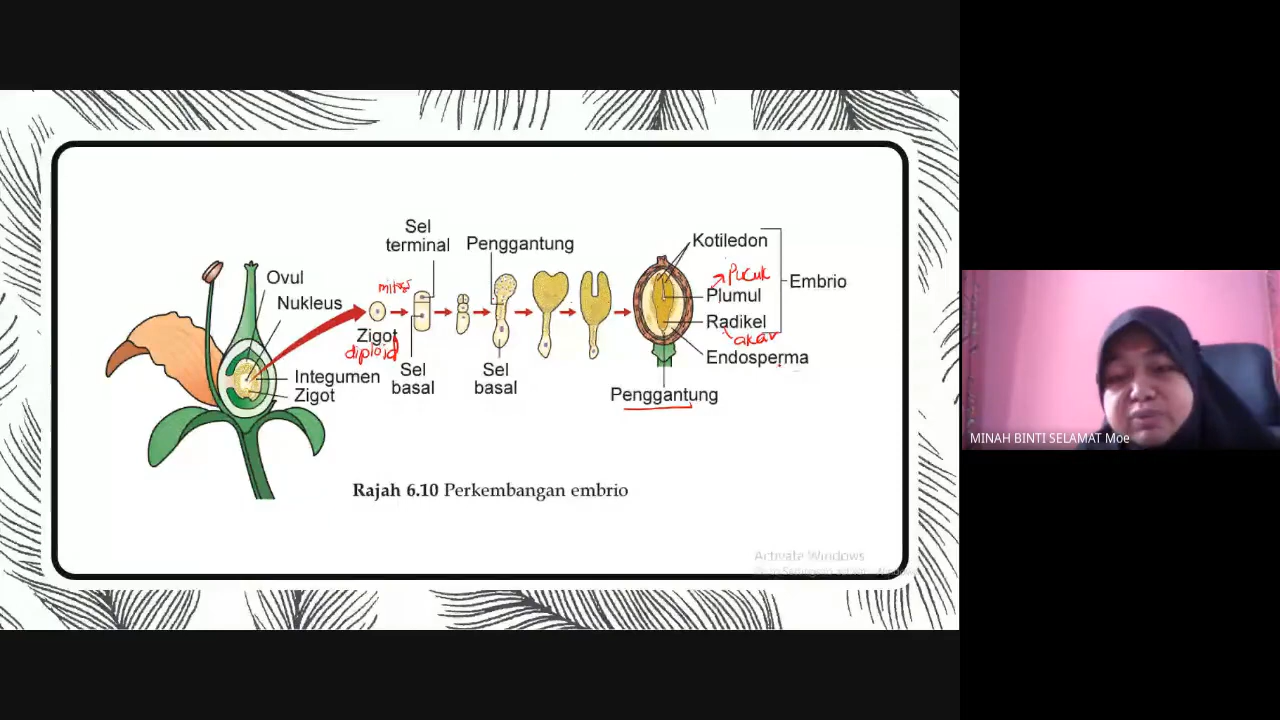 Sel
terminal
Penggantung
Kotiledon
Ovul
Nukleus
mitosis
Pucuk
Embrio
Plumul
Radikel
Zigot
diploid
akar
Endosperma
Integumen
Zigot
Sel
basal
Sel
basal
Penggantung
Rajah 6.10 Perkembangan embrio
Activate Windows
MINAH BINTI SELAMAT Moe